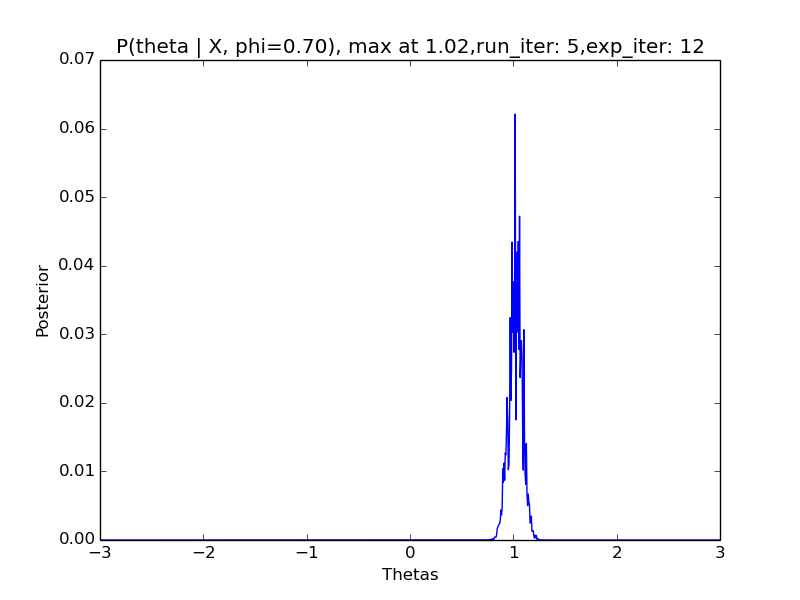 P(theta | X, phi=0.70), max at 1.02,run_iter: 5,exp_iter: 12
0.07
0.06
0.05
0.04
0.03
0.02
0.01
0.00
Posterior
−3 −2 −1 0 1 2 3
Thetas